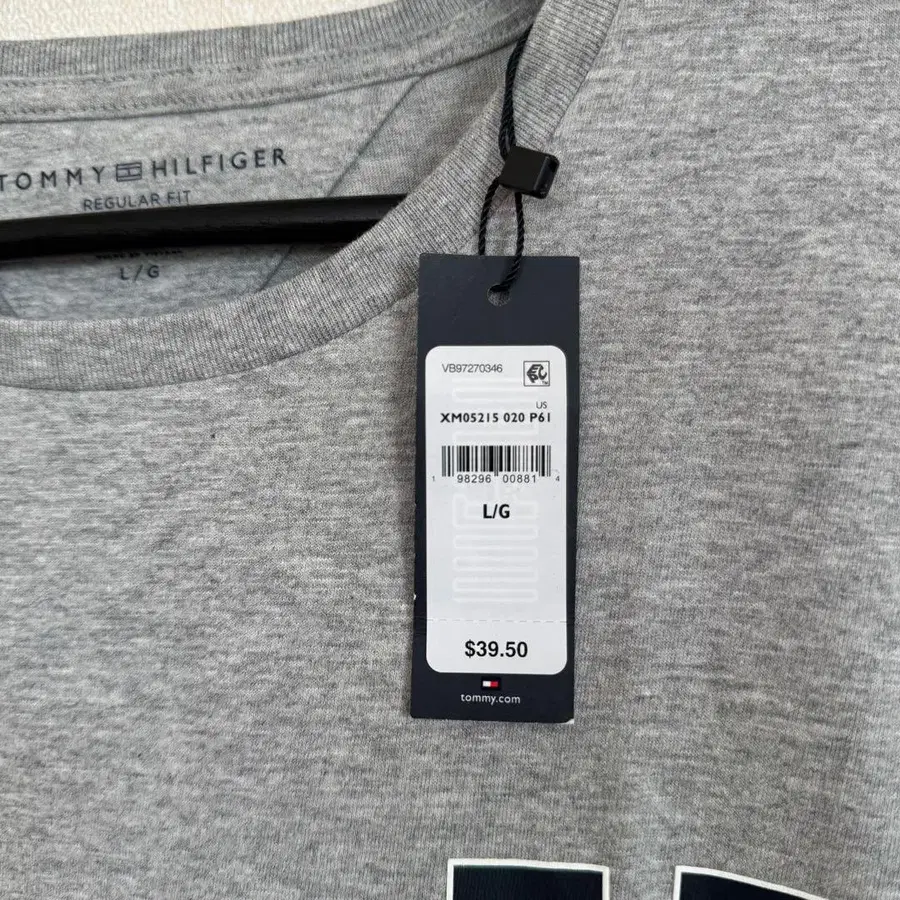 TOMMY HILFIGER
REGULAR FIT
L/G
VB97270346
US
XM05215 020 P61
1 98296 00881 4
L/G
$39.50
tommy.com